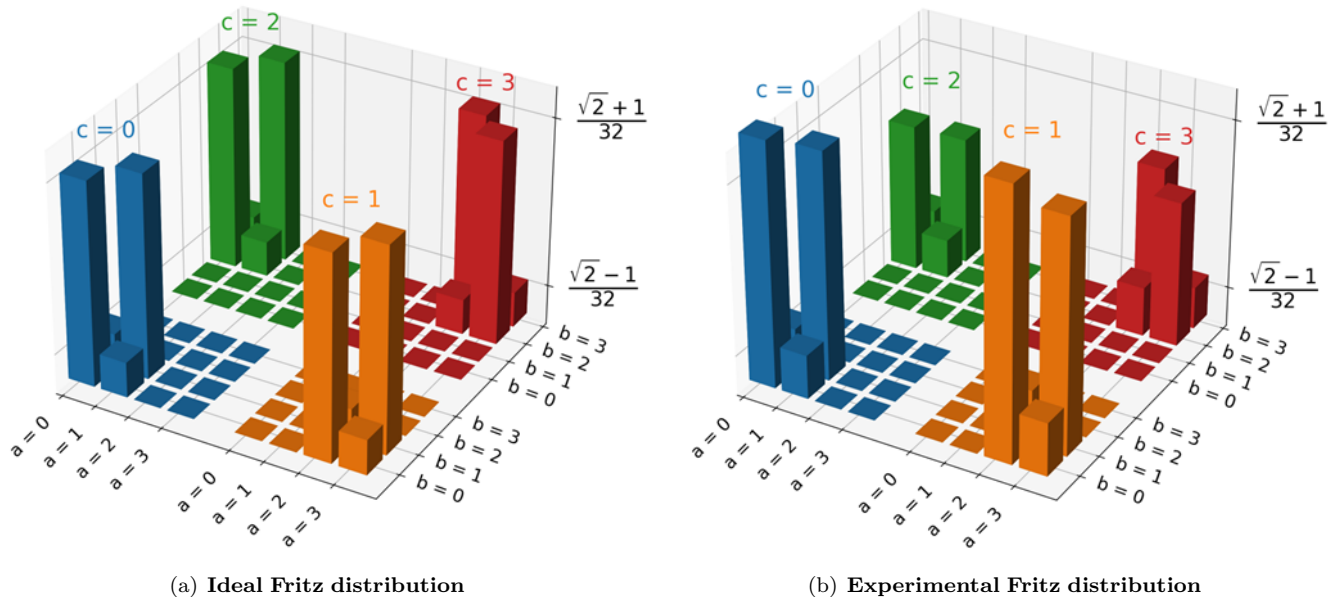 c = 2
c = 0
c = 3
c = 1
√2 + 1
32
√2 − 1
32
a = 0
a = 1
a = 2
a = 3
a = 0
a = 1
a = 2
a = 3
b = 3
b = 2
b = 1
b = 0
b = 3
b = 2
b = 1
b = 0
(a) Ideal Fritz distribution
c = 0
c = 2
c = 1
c = 3
√2 + 1
32
√2 − 1
32
a = 0
a = 1
a = 2
a = 3
a = 0
a = 1
a = 2
a = 3
b = 3
b = 2
b = 1
b = 0
b = 3
b = 2
b = 1
b = 0
(b) Experimental Fritz distribution